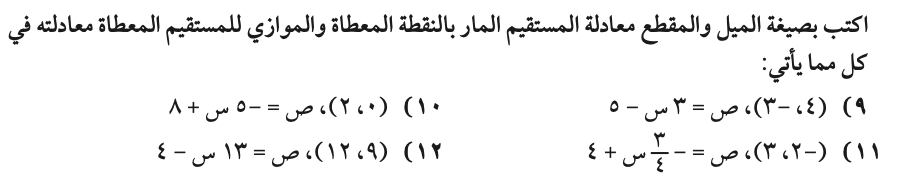 اكتب بصيغة الميل والمقطع معادلة المستقيم المار بالنقطة المعطاة والموازي للمستقيم المعطاة معادلته في
كل مما يأتي:
٩) (٤، −٣)، ص = ٣ س − ٥ ١٠) (٠، ٢)، ص = −٥ س + ٨
١١) (−٢، ٣)، ص = −٣/٤ س + ٤ ١٢) (٩، ١٢)، ص = ١٣ س − ٤